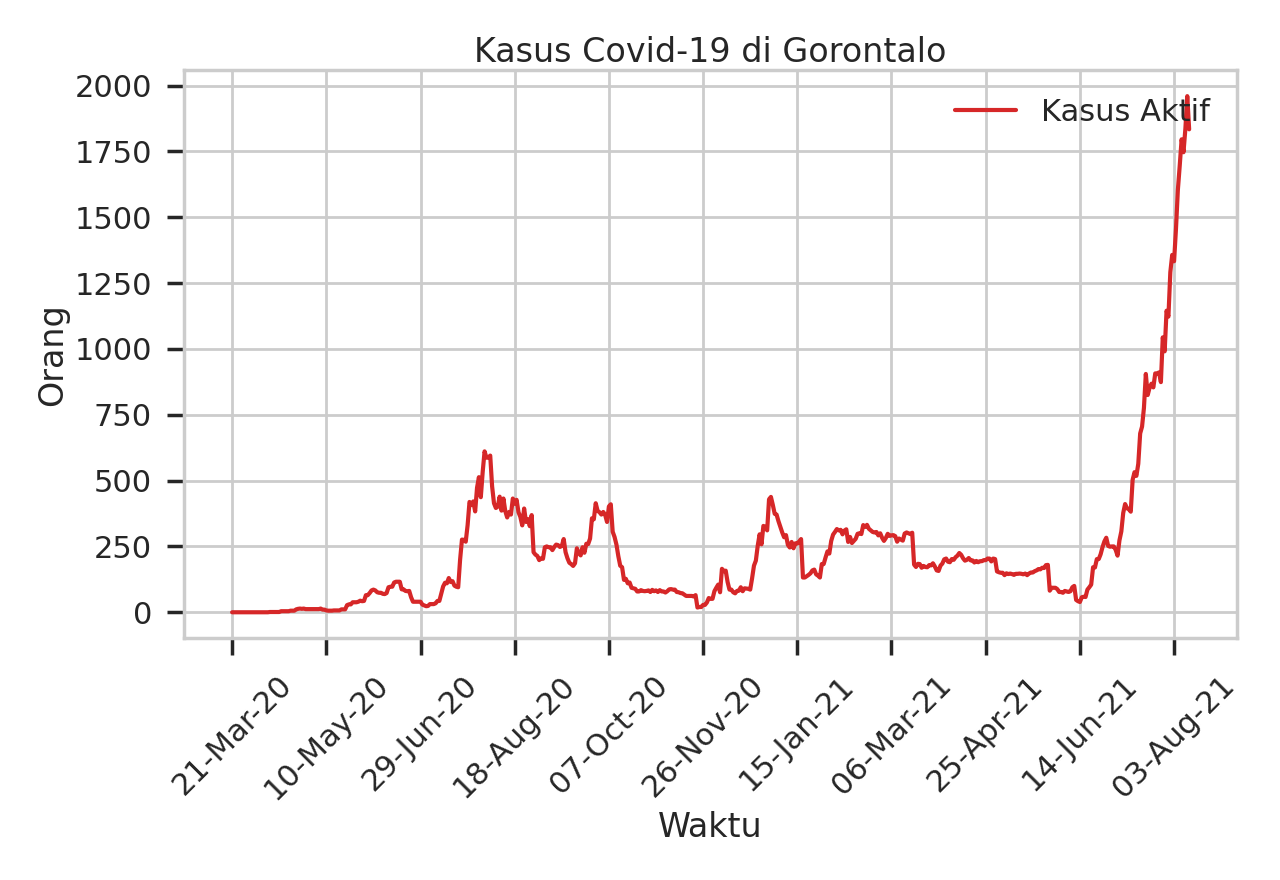 Kasus Covid-19 di Gorontalo
Kasus Aktif
2000
1750
1500
1250
1000
750
500
250
0
Orang
21-Mar-20
10-May-20
29-Jun-20
18-Aug-20
07-Oct-20
26-Nov-20
15-Jan-21
06-Mar-21
25-Apr-21
14-Jun-21
03-Aug-21
Waktu